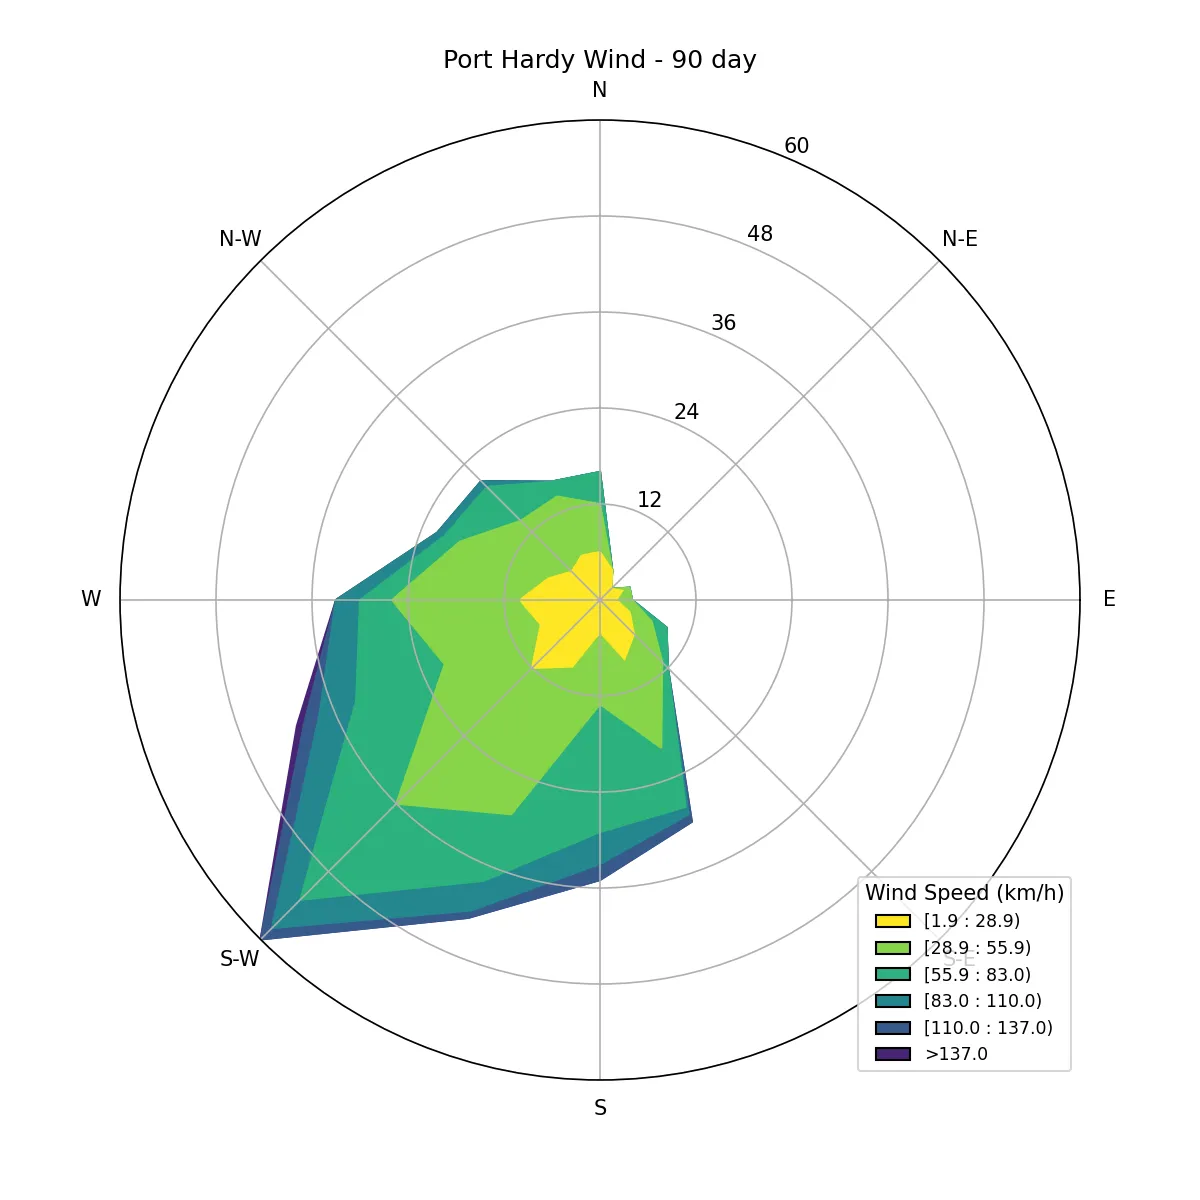 Port Hardy Wind - 90 day
N
60
48
N-W
N-E
36
24
12
W
E
Wind Speed (km/h)
[1.9 : 28.9)
[28.9 : 55.9)
S-W
S-E
[55.9 : 83.0)
[83.0 : 110.0)
[110.0 : 137.0)
>137.0
S